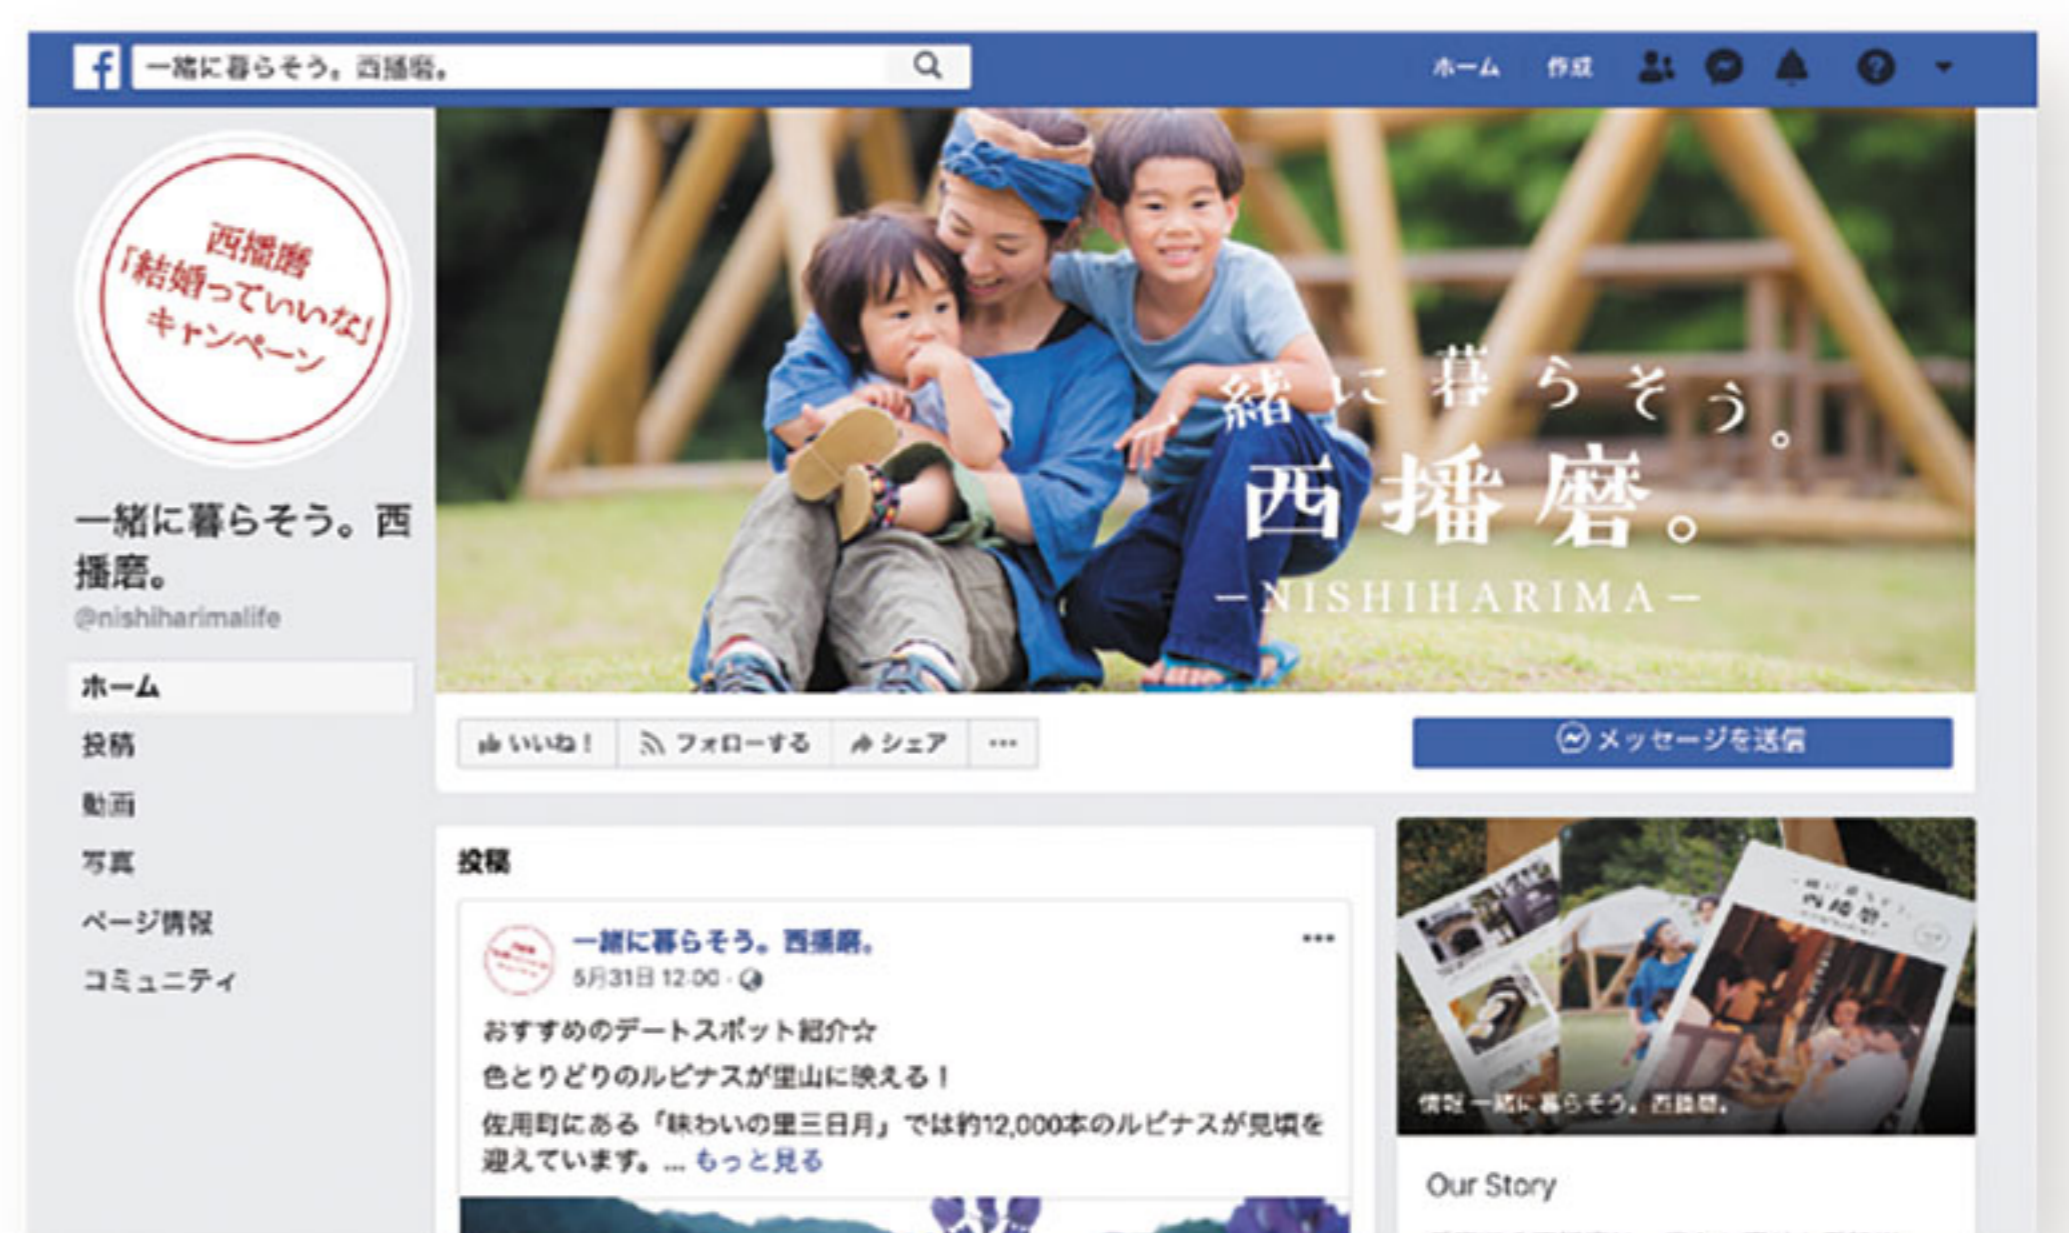 一緒に暮らそう。西播磨。
ホーム 作成
西播磨
「結婚っていいな」
キャンペーン
一緒に暮らそう。西
播磨。
@nishiharimalife
ホーム
投稿
動画
写真
ページ情報
コミュニティ
一緒に暮らそう。
西播磨。
—NISHIHARIMA—
いいね！ フォローする シェア ...
メッセージを送信
投稿
一緒に暮らそう。西播磨。
5月31日 12:00 ·
おすすめのデートスポット紹介☆
色とりどりのルピナスが里山に映える！
佐用町にある「味わいの里三日月」では約12,000本のルピナスが見頃を
迎えています。... もっと見る
情報 一緒に暮らそう。西播磨。
Our Story